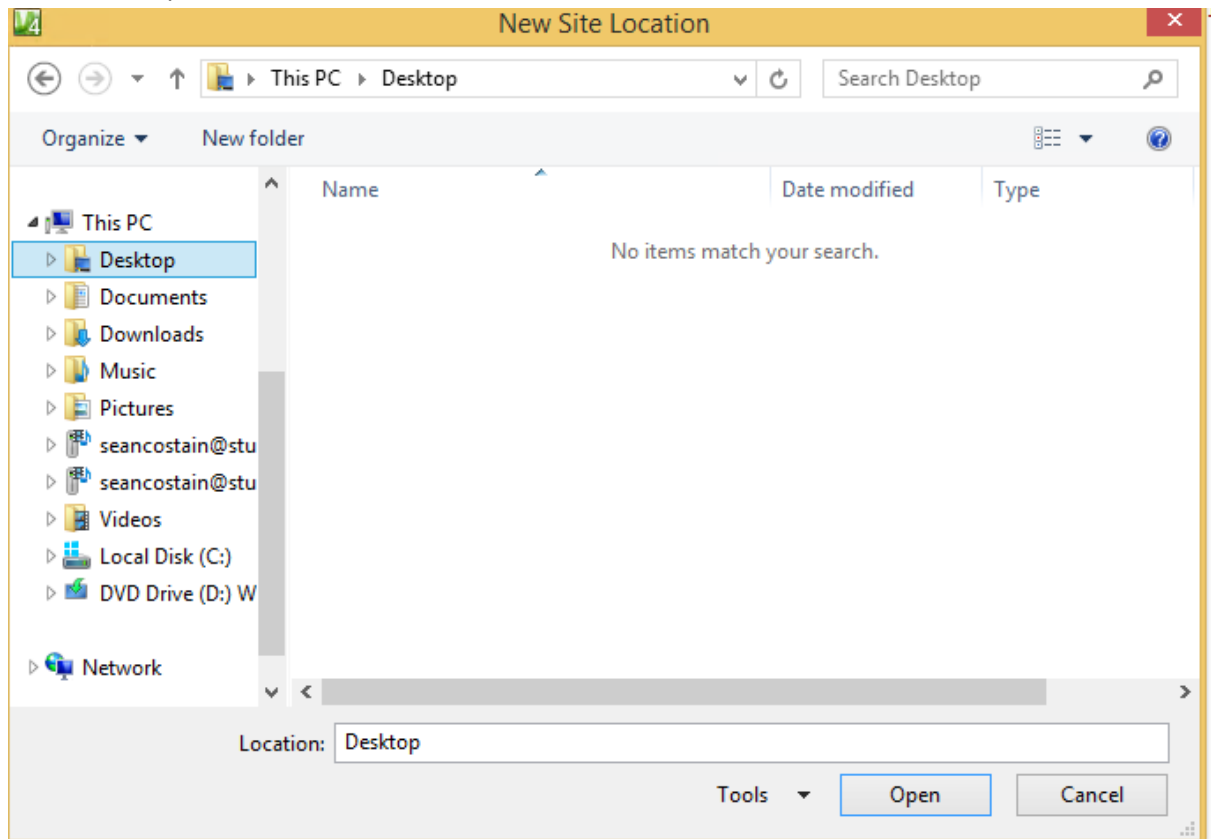 4 New Site Location
This PC Desktop Search Desktop
Organize New folder
Name Date modified Type
No items match your search.
This PC
Desktop
Documents
Downloads
Music
Pictures
seancostain@stu
seancostain@stu
Videos
Local Disk (C:)
DVD Drive (D:) W
Network
Location: Desktop
Tools Open Cancel